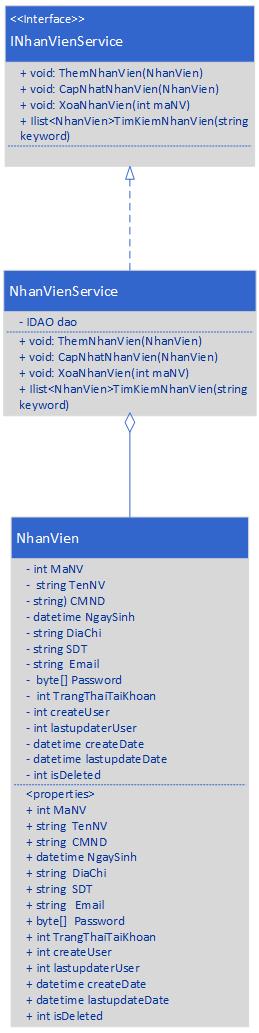 <<Interface>>
INhanVienService
+ void: ThemNhanVien(NhanVien)
+ void: CapNhatNhanVien(NhanVien)
+ void: XoaNhanVien(int maNV)
+ Ilist<NhanVien>TimKiemNhanVien(string
keyword)
NhanVienService
- IDAO dao
+ void: ThemNhanVien(NhanVien)
+ void: CapNhatNhanVien(NhanVien)
+ void: XoaNhanVien(int maNV)
+ Ilist<NhanVien>TimKiemNhanVien(string
keyword)
NhanVien
- int MaNV
- string TenNV
- string) CMND
- datetime NgaySinh
- string DiaChi
- string SDT
- string Email
- byte[] Password
- int TrangThaiTaiKhoan
- int createUser
- int lastupdaterUser
- datetime createDate
- datetime lastupdateDate
- int isDeleted
<properties>
+ int MaNV
+ string TenNV
+ string CMND
+ datetime NgaySinh
+ string DiaChi
+ string SDT
+ string Email
+ byte[] Password
+ int TrangThaiTaiKhoan
+ int createUser
+ int lastupdaterUser
+ datetime createDate
+ datetime lastupdateDate
+ int isDeleted